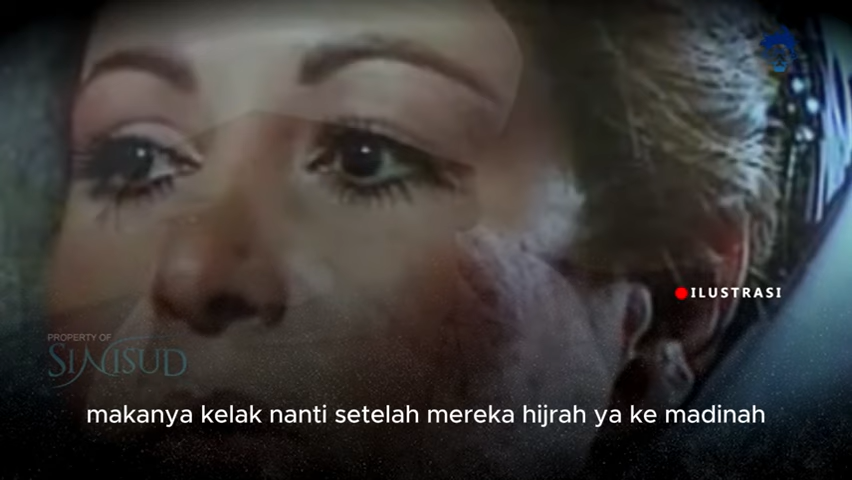 ILUSTRASI
PROPERTY OF
SINISUD
makanya kelak nanti setelah mereka hijrah ya ke madinah